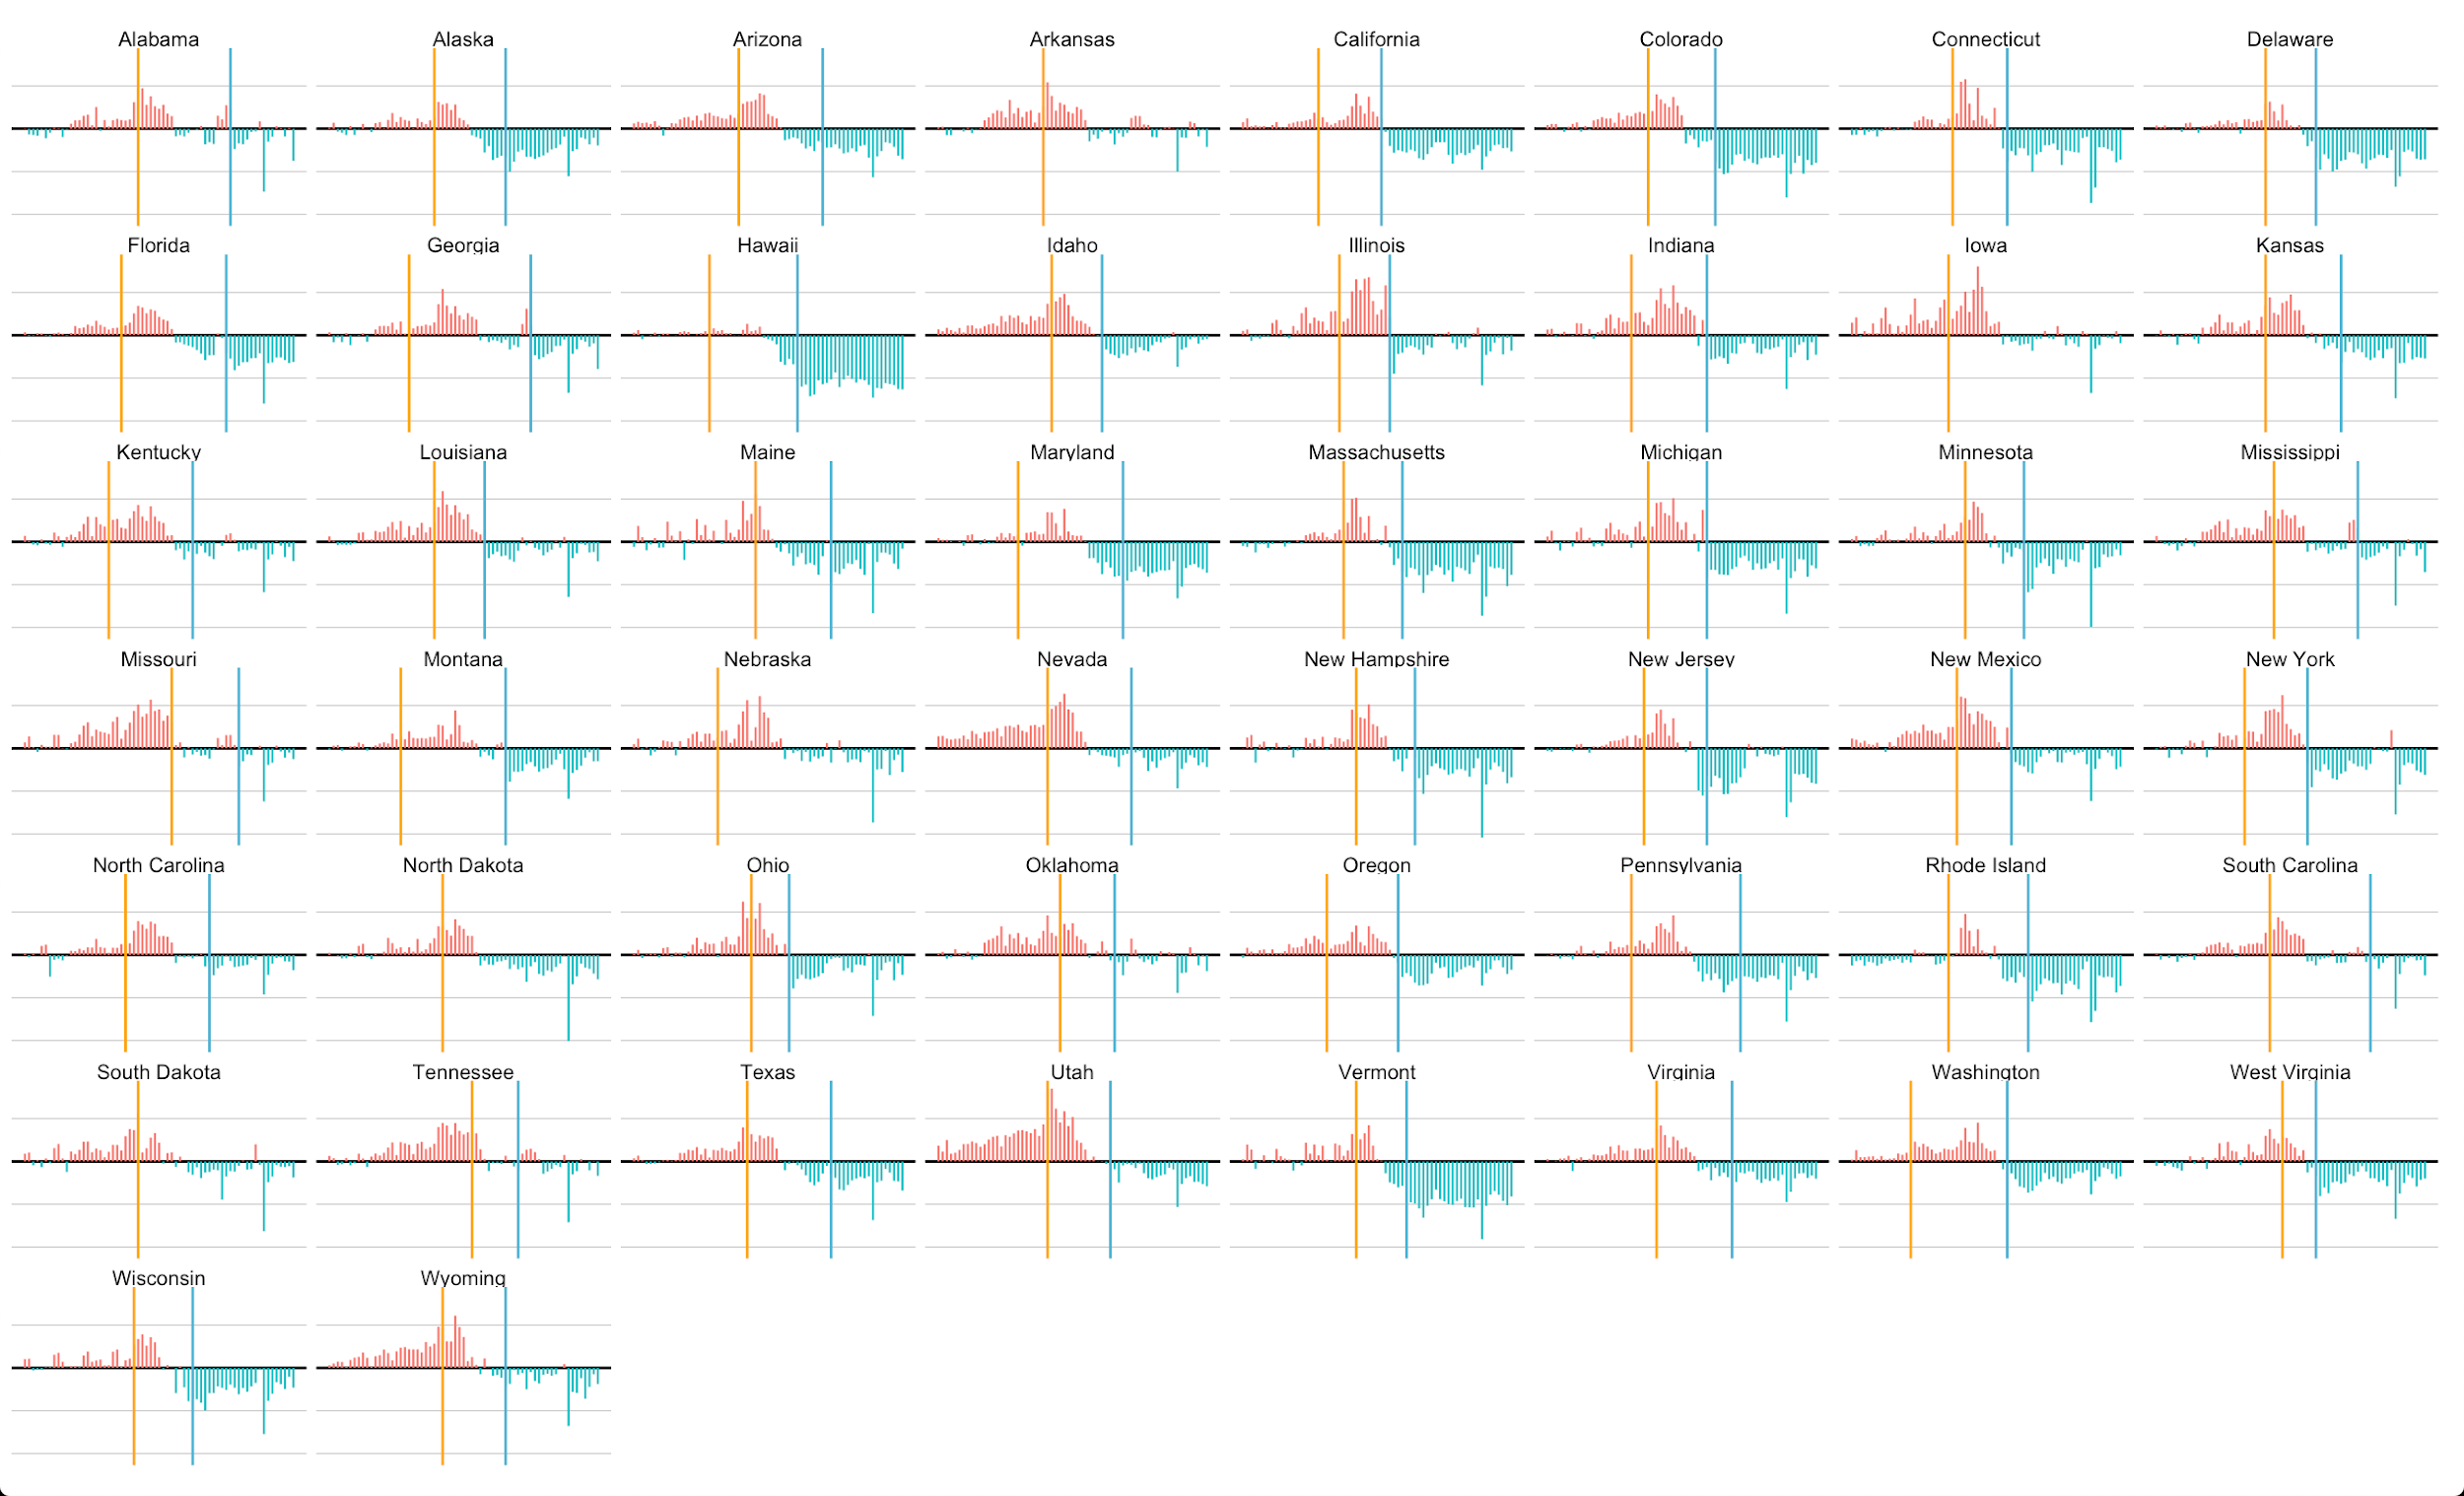 Alabama Alaska Arizona Arkansas California Colorado Connecticut Delaware
Florida Georgia Hawaii Idaho Illinois Indiana Iowa Kansas
Kentucky Louisiana Maine Maryland Massachusetts Michigan Minnesota Mississippi
Missouri Montana Nebraska Nevada New Hampshire New Jersey New Mexico New York
North Carolina North Dakota Ohio Oklahoma Oregon Pennsylvania Rhode Island South Carolina
South Dakota Tennessee Texas Utah Vermont Virginia Washington West Virginia
Wisconsin Wyoming